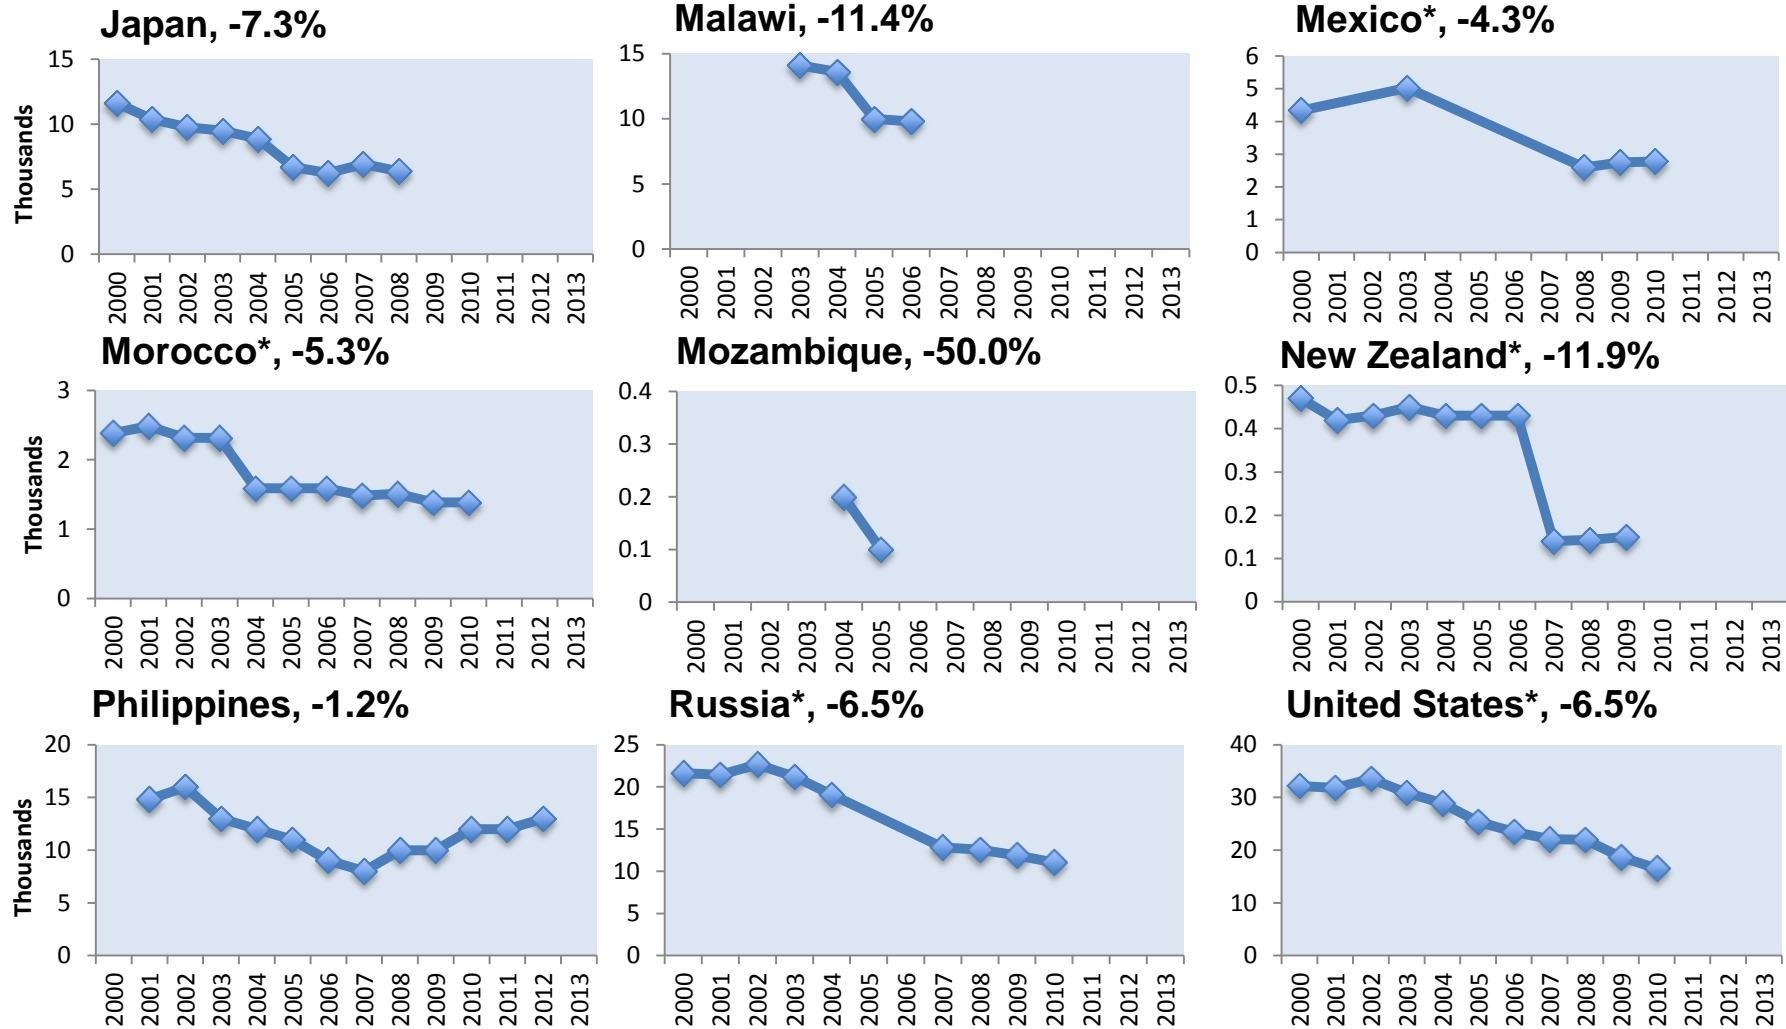 Japan, -7.3%
Thousands
15
10
5
0
2000 2001 2002 2003 2004 2005 2006 2007 2008 2009 2010 2011 2012 2013
Malawi, -11.4%
15
10
5
0
2000 2001 2002 2003 2004 2005 2006 2007 2008 2009 2010 2011 2012 2013
Mexico*, -4.3%
6
5
4
3
2
1
0
2000 2001 2002 2003 2004 2005 2006 2007 2008 2009 2010 2011 2012 2013
Morocco*, -5.3%
Thousands
3
2
1
0
2000 2001 2002 2003 2004 2005 2006 2007 2008 2009 2010 2011 2012 2013
Mozambique, -50.0%
0.4
0.3
0.2
0.1
0
2000 2001 2002 2003 2004 2005 2006 2007 2008 2009 2010 2011 2012 2013
New Zealand*, -11.9%
0.5
0.4
0.3
0.2
0.1
0
2000 2001 2002 2003 2004 2005 2006 2007 2008 2009 2010 2011 2012 2013
Philippines, -1.2%
Thousands
20
15
10
5
0
2000 2001 2002 2003 2004 2005 2006 2007 2008 2009 2010 2011 2012 2013
Russia*, -6.5%
25
20
15
10
5
0
2000 2001 2002 2003 2004 2005 2006 2007 2008 2009 2010 2011 2012 2013
United States*, -6.5%
40
30
20
10
0
2000 2001 2002 2003 2004 2005 2006 2007 2008 2009 2010 2011 2012 2013